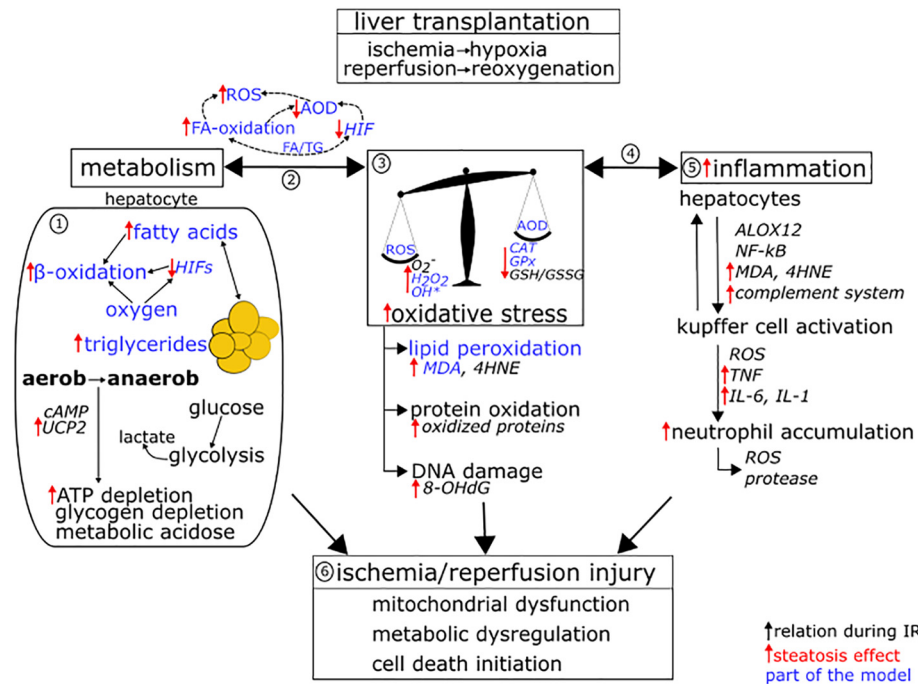 liver transplantation
ischemia→hypoxia
reperfusion→reoxygenation
↑ROS
↓AOD
↑FA-oxidation
↓HIF
FA/TG
metabolism
②
hepatocyte
①
↑fatty acids
↑β-oxidation
↓HIFs
oxygen
↑triglycerides
aerob→anaerob
cAMP
↑UCP2
glucose
lactate
glycolysis
↑ATP depletion
glycogen depletion
metabolic acidose
③
ROS
AOD
↑O₂⁻
H₂O₂
OH*
↓CAT
GPx
GSH/GSSG
↑oxidative stress
lipid peroxidation
↑MDA, 4HNE
protein oxidation
↑oxidized proteins
DNA damage
↑8-OHdG
④
⑤↑inflammation
hepatocytes
ALOX12
NF-kB
↑MDA, 4HNE
↑complement system
kupffer cell activation
ROS
↑TNF
↑IL-6, IL-1
↑neutrophil accumulation
ROS
protease
⑥ischemia/reperfusion injury
mitochondrial dysfunction
metabolic dysregulation
cell death initiation
↑relation during IR
↑steatosis effect
part of the model